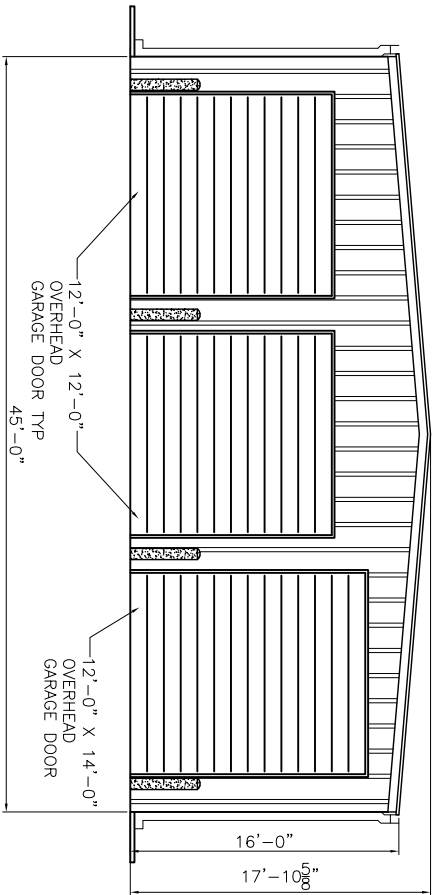 12'-0" X 12'-0"
OVERHEAD
GARAGE DOOR TYP
45'-0"
12'-0" X 14'-0"
OVERHEAD
GARAGE DOOR
16'-0"
17'-10 5/8"